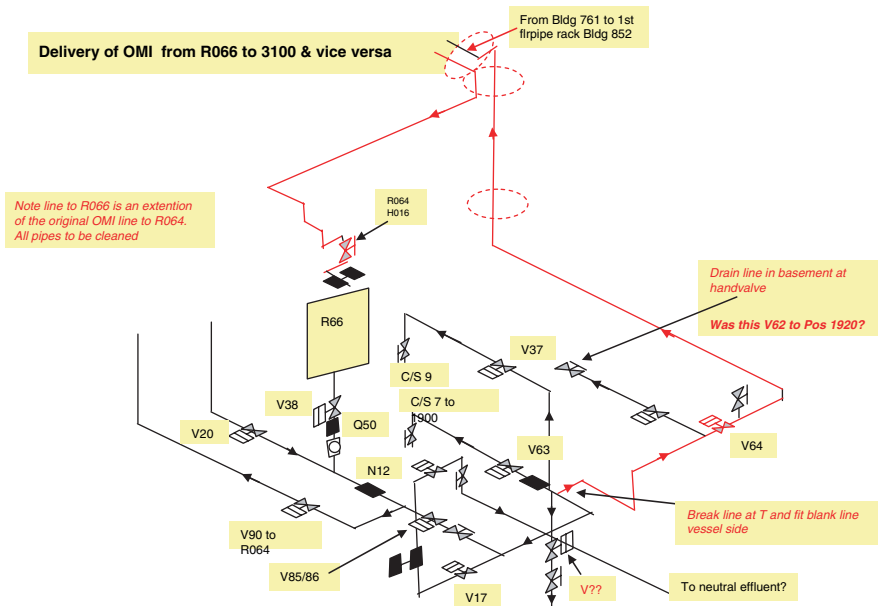 From Bldg 761 to 1st
flrpipe rack Bldg 852
Delivery of OMI from R066 to 3100 & vice versa
Note line to R066 is an extention
of the original OMI line to R064.
All pipes to be cleaned
R064
H016
Drain line in basement at
handvalve
Was this V62 to Pos 1920?
R66
V37
C/S 9
C/S 7 to
1900
V38
Q50
V20
V63
V64
N12
Break line at T and fit blank line
vessel side
V90 to
R064
V85/86
V17
V??
To neutral effluent?